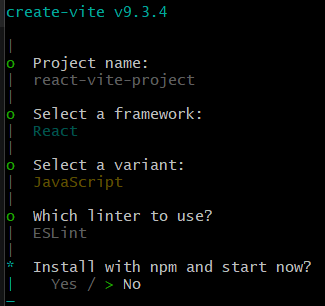 create-vite v9.3.4
|
o  Project name:
|  react-vite-project
|
o  Select a framework:
|  React
|
o  Select a variant:
|  JavaScript
|
o  Which linter to use?
|  ESLint
|
*  Install with npm and start now?
|    Yes / > No
—